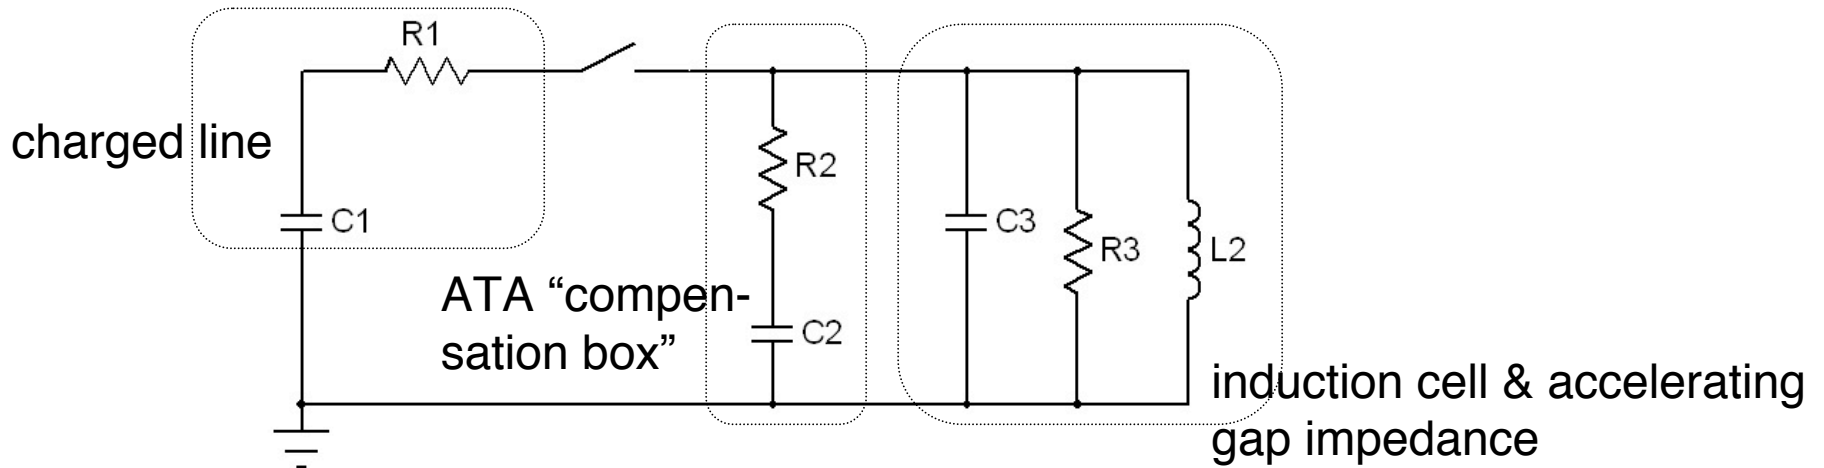 R1
charged line
C1
R2
C2
ATA “compen-
sation box”
C3
R3
L2
induction cell & accelerating
gap impedance